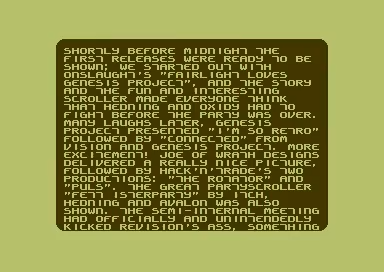 SHORTLY BEFORE MIDNIGHT THE
FIRST RELEASES WERE READY TO BE
SHOWN; WE STARTED OUT WITH
ONSLAUGHT'S "FAIRLIGHT LOVES
GENESIS PROJECT", AND THE STORY
AND THE FUN AND INTERESTING
SCROLLER MADE EVERYONE THINK
THAT HEDNING AND OXIDY HAD TO
FIGHT BEFORE THE PARTY WAS OVER.
MANY LAUGHS LATER, GENESIS
PROJECT PRESENTED "I'M SO RETRO"
FOLLOWED BY "CONNECTED" FROM
VISION AND GENESIS PROJECT. MORE
EXCITEMENT! JOE OF WRATH DESIGNS
DELIVERED A REALLY NICE PICTURE,
FOLLOWED BY HACK'N'TRADE'S TWO
PRODUCTIONS: "THE ROTATOR" AND
"PULS". THE GREAT PARTYSCROLLER
"FETT ISTERPARTY" BY ITCH,
HEDNING AND AVALON WAS ALSO
SHOWN. THE SEMI-INTERNAL MEETING
HAD OFFICIALLY AND UNINTENDEDLY
KICKED REVISION'S ASS, SOMETHING